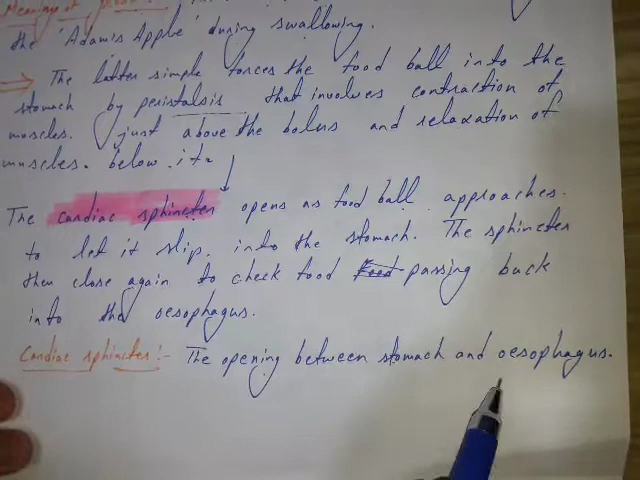 Meaning of
the 'Adam's Apple' during swallowing.
⇒ The latter simple forces the food ball into the
stomach by peristalsis that involves contraction of
muscles. just above the bolus and relaxation of
muscles. below it.
The cardiac sphincter opens as food ball approaches.
to let it slip. into the stomach. The sphincter
then close again to check food food passing back
into the oesophagus.
Cardiac sphincter:- The opening between stomach and oesophagus.